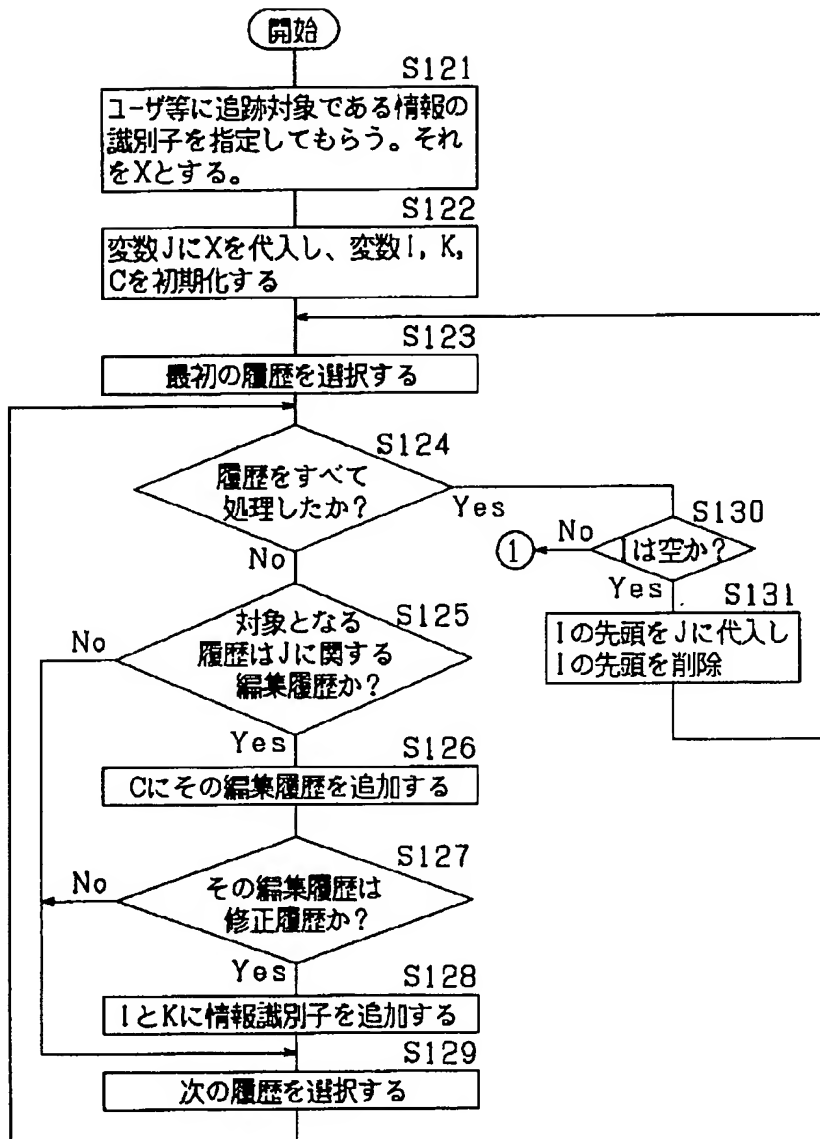 開始
S121
ユーザ等に追跡対象である情報の
識別子を指定してもらう。それ
をXとする。
S122
変数JにXを代入し、変数I, K,
Cを初期化する
S123
最初の履歴を選択する
S124
履歴をすべて
処理したか?
Yes
No
S130
Iは空か?
No
1
Yes
S131
Iの先頭をJに代入し
Iの先頭を削除
S125
対象となる
履歴はJに関する
編集履歴か?
No
Yes
S126
Cにその編集履歴を追加する
S127
その編集履歴は
修正履歴か?
No
Yes
S128
IとKに情報識別子を追加する
S129
次の履歴を選択する